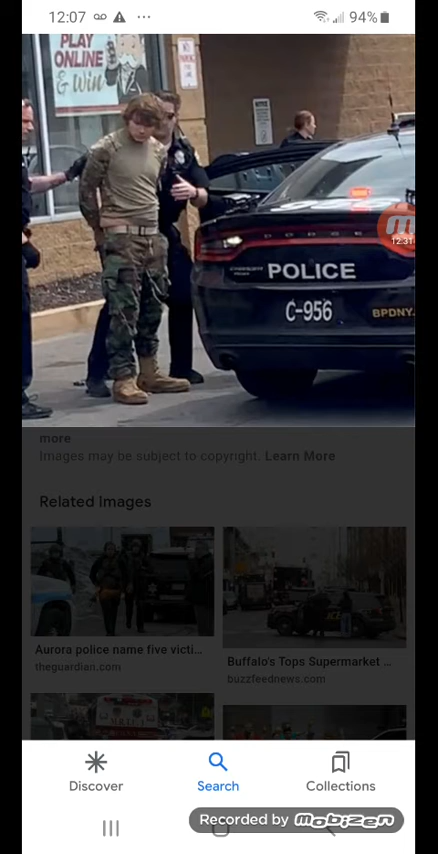 12:07
94%
PLAY
ONLINE
& Win
12:31
DODGE
POLICE
C-956
BPDNY.
more
Images may be subject to copyright. Learn More
Related Images
Aurora police name five victi...
theguardian.com
Buffalo's Tops Supermarket ...
buzzfeednews.com
Discover
Search
Collections
Recorded by Mobizen